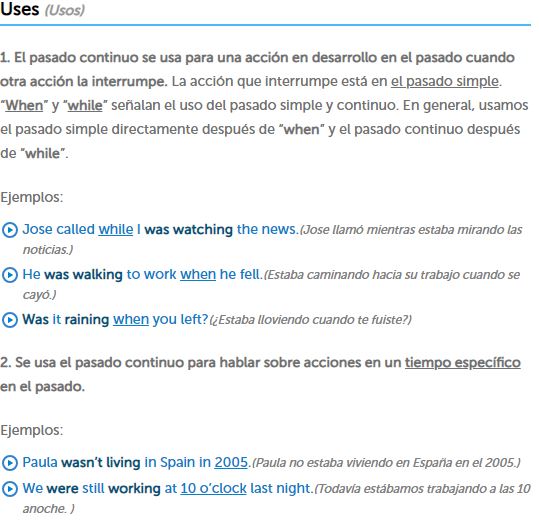 Uses (Usos)
1. El pasado continuo se usa para una acción en desarrollo en el pasado cuando
otra acción la interrumpe. La acción que interrumpe está en el pasado simple.
“When” y “while” señalan el uso del pasado simple y continuo. En general, usamos
el pasado simple directamente después de “when” y el pasado continuo después
de “while”.
Ejemplos:
Jose called while I was watching the news.(Jose llamó mientras estaba mirando las
noticias.)
He was walking to work when he fell.(Estaba caminando hacia su trabajo cuando se
cayó.)
Was it raining when you left?(¿Estaba lloviendo cuando te fuiste?)
2. Se usa el pasado continuo para hablar sobre acciones en un tiempo específico
en el pasado.
Ejemplos:
Paula wasn’t living in Spain in 2005.(Paula no estaba viviendo en España en el 2005.)
We were still working at 10 o’clock last night.(Todavía estábamos trabajando a las 10
anoche. )